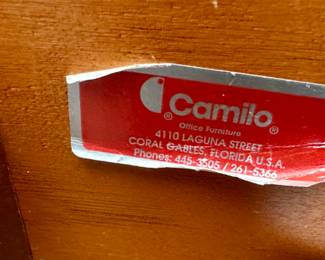 Camilo®
®
Office Furniture
4110 LAGUNA STREET
CORAL GABLES, FLORIDA U.S.A.
Phones: 445-3505 / 261-5366